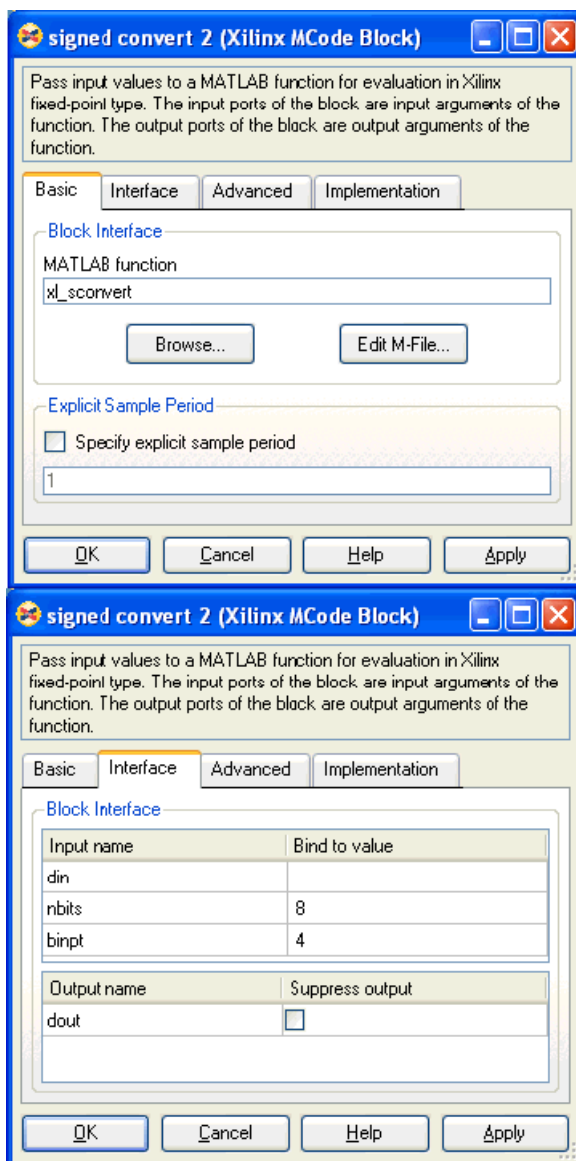 signed convert 2 (Xilinx MCode Block)
Pass input values to a MATLAB function for evaluation in Xilinx
fixed-point type. The input ports of the block are input arguments of the
function. The output ports of the block are output arguments of the
function.
Basic Interface Advanced Implementation
Block Interface
MATLAB function
xl_sconvert
Browse... Edit M-File...
Explicit Sample Period
Specify explicit sample period
1
OK Cancel Help Apply
signed convert 2 (Xilinx MCode Block)
Pass input values to a MATLAB function for evaluation in Xilinx
fixed-point type. The input ports of the block are input arguments of the
function. The output ports of the block are output arguments of the
function.
Basic Interface Advanced Implementation
Block Interface
Input name Bind to value
din
nbits 8
binpt 4
Output name Suppress output
dout
OK Cancel Help Apply